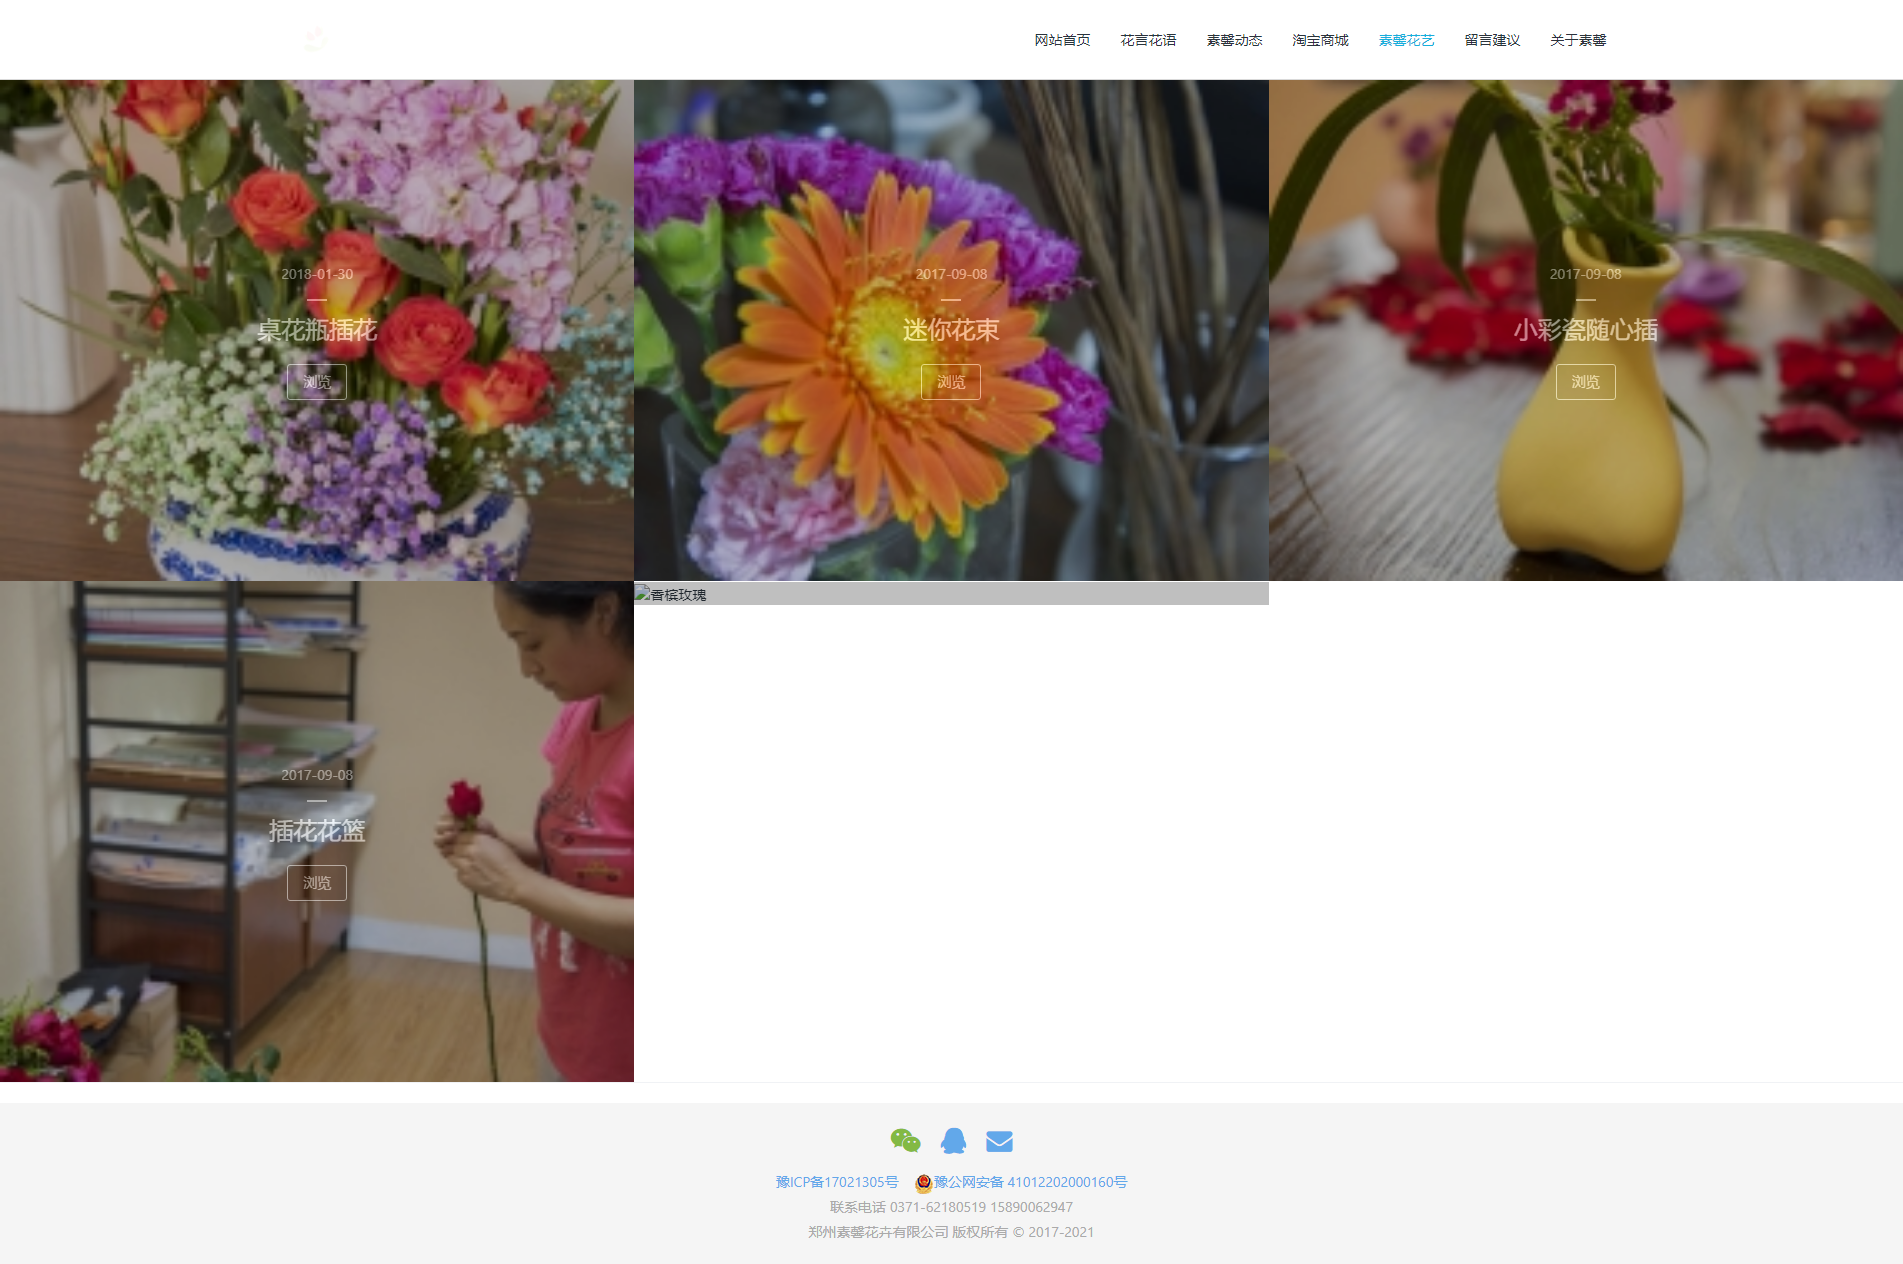 网站首页 花言花语 素馨动态 淘宝商城 素馨花艺 留言建议 关于素馨
2018-01-30
桌花瓶插花
浏览
2017-09-08
迷你花束
浏览
2017-09-08
小彩瓷随心插
浏览
2017-09-08
插花花篮
浏览
香槟玫瑰
豫ICP备17021305号 豫公网安备 41012202000160号
联系电话 0371-62180519 15890062947
郑州素馨花卉有限公司 版权所有 © 2017-2021